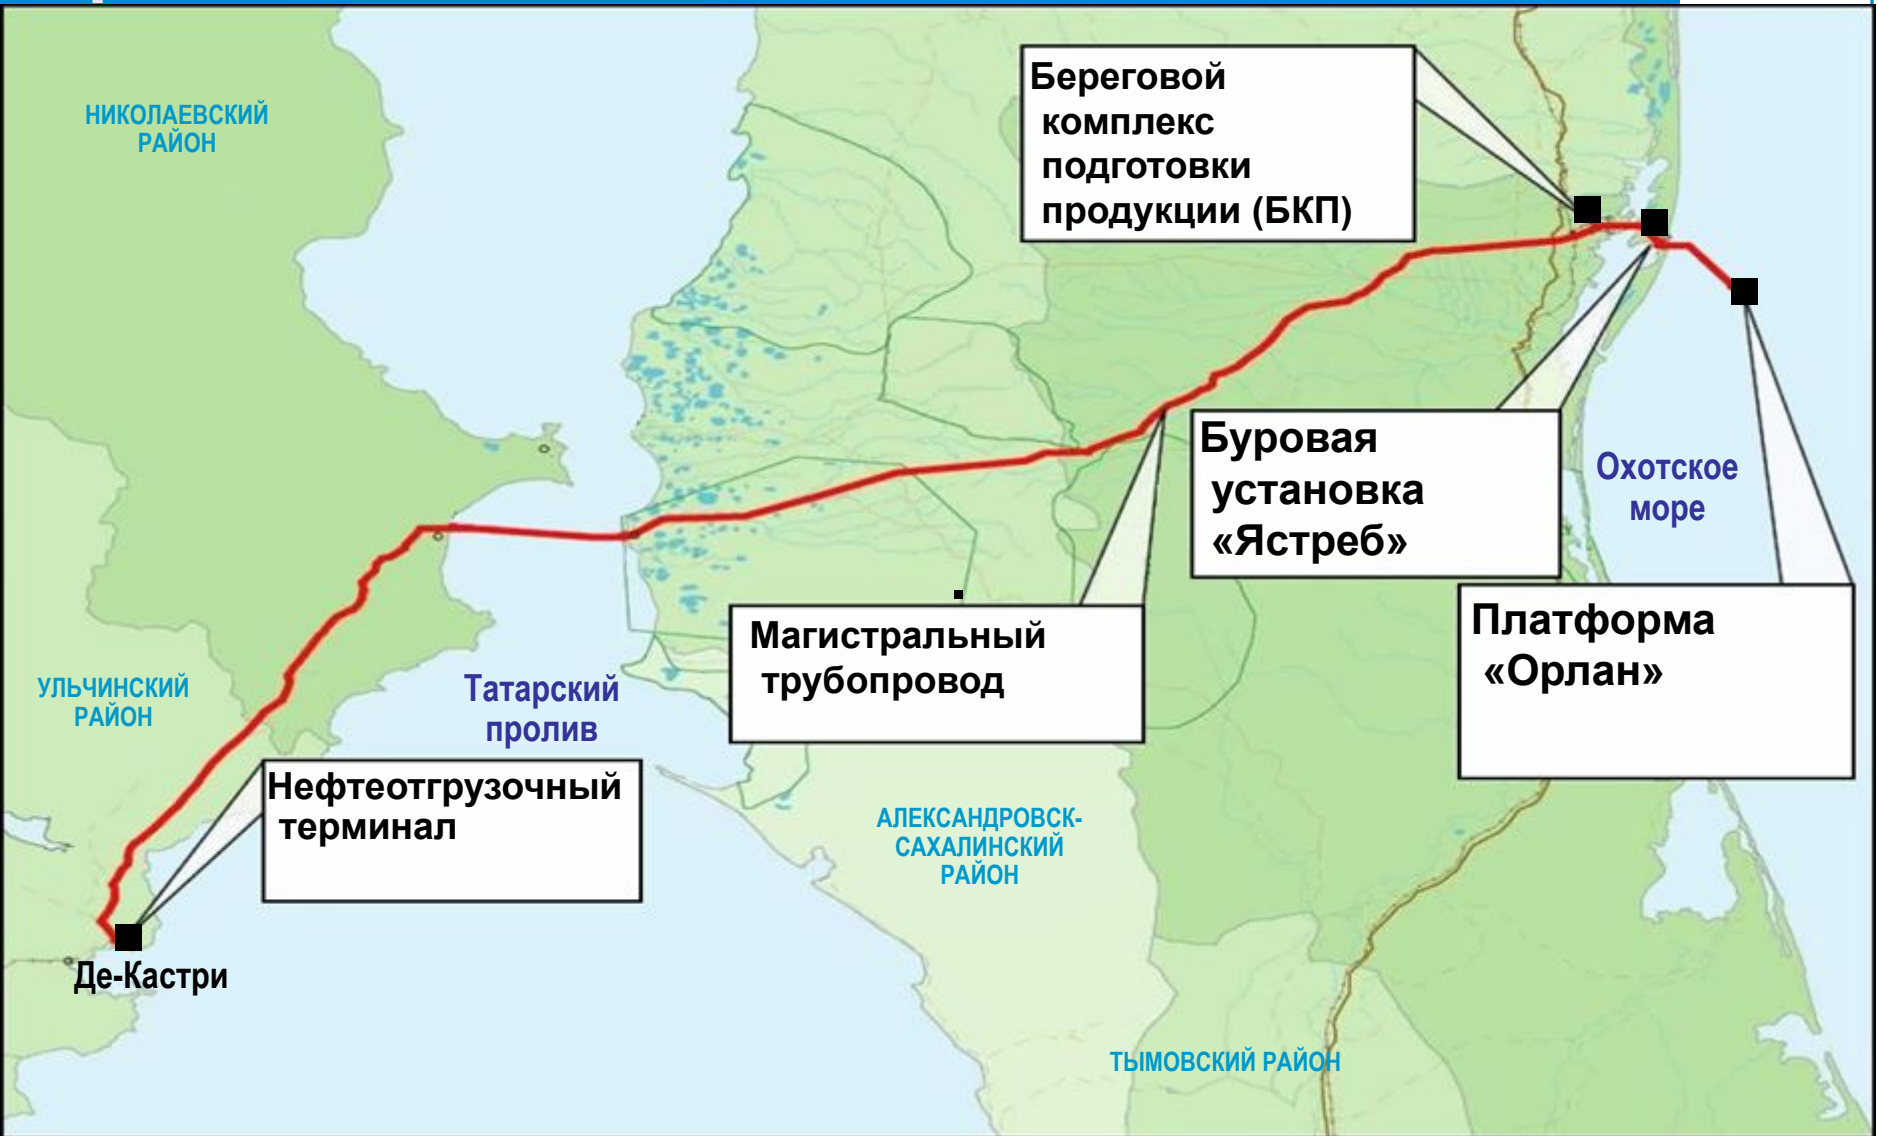 НИКОЛАЕВСКИЙ
РАЙОН
Береговой
комплекс
подготовки
продукции (БКП)
Буровая
установка
«Ястреб»
Охотское
море
Платформа
«Орлан»
Магистральный
трубопровод
УЛЬЧИНСКИЙ
РАЙОН
Татарский
пролив
Нефтеотгрузочный
терминал
АЛЕКСАНДРОВСК-
САХАЛИНСКИЙ
РАЙОН
Де-Кастри
ТЫМОВСКИЙ РАЙОН